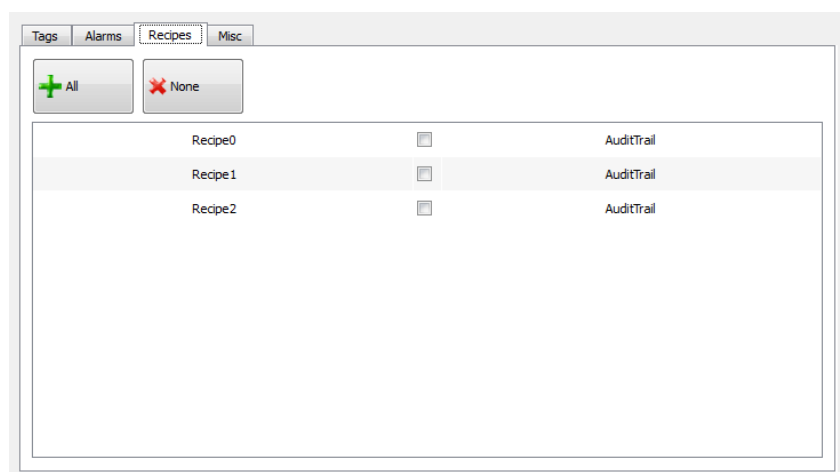 Tags Alarms Recipes Misc
All None
Recipe0 AuditTrail
Recipe1 AuditTrail
Recipe2 AuditTrail